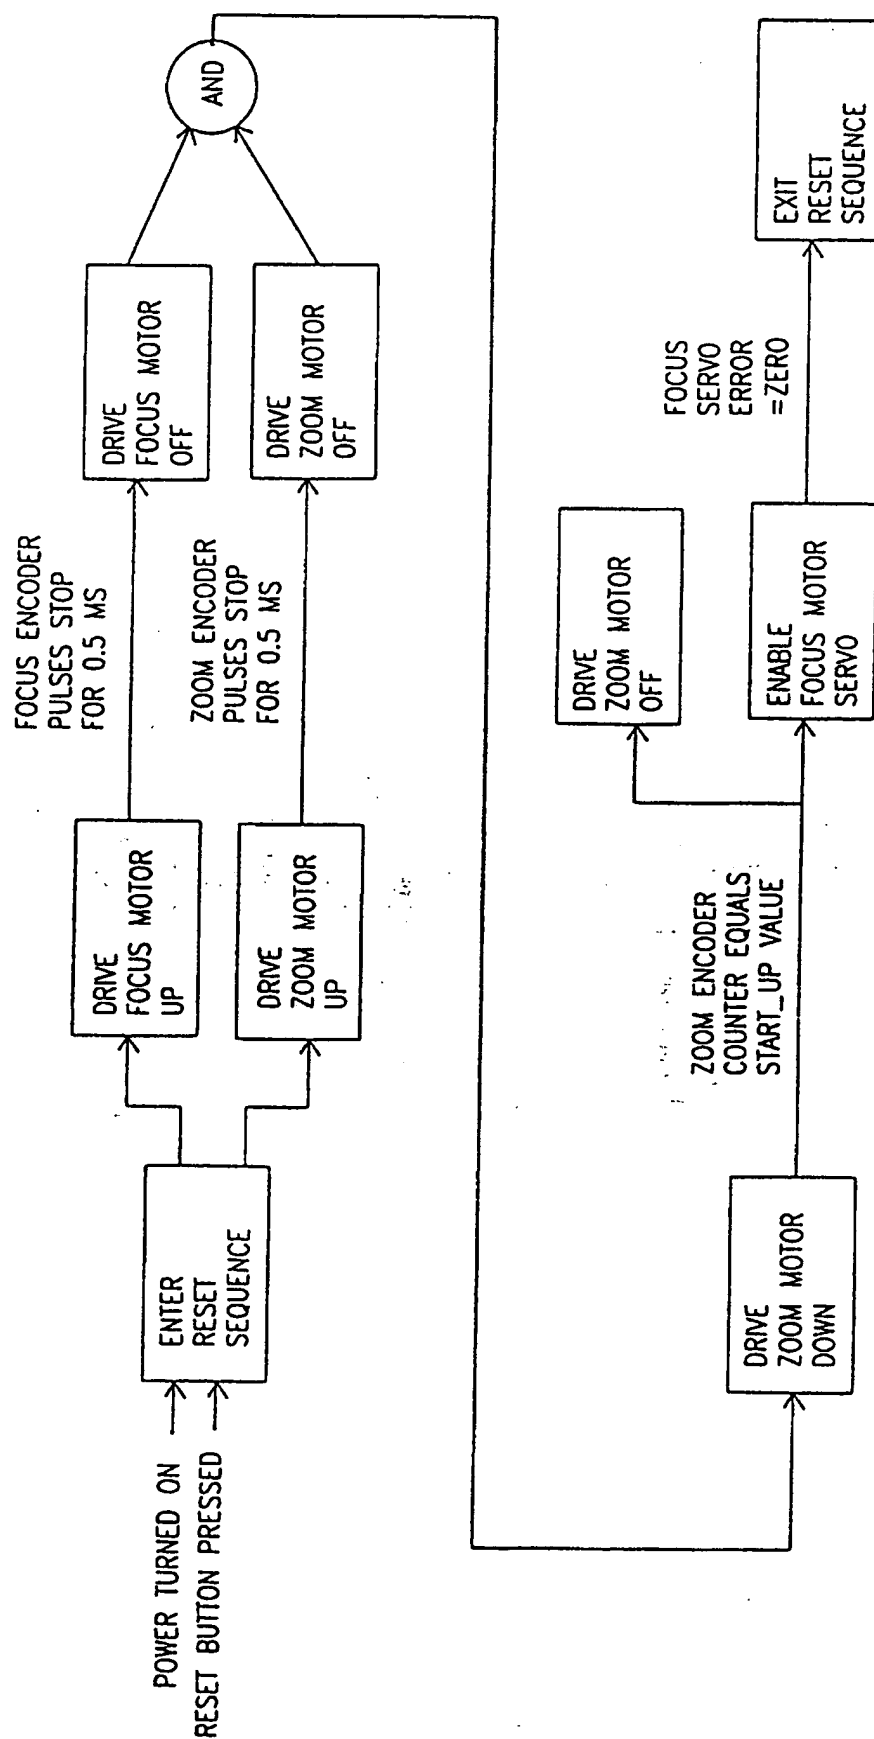 POWER TURNED ON
RESET BUTTON PRESSED
ENTER
RESET
SEQUENCE
DRIVE
FOCUS MOTOR
UP
DRIVE
ZOOM MOTOR
UP
FOCUS ENCODER
PULSES STOP
FOR 0.5 MS
ZOOM ENCODER
PULSES STOP
FOR 0.5 MS
DRIVE
FOCUS MOTOR
OFF
DRIVE
ZOOM MOTOR
OFF
AND
DRIVE
ZOOM MOTOR
DOWN
ZOOM ENCODER
COUNTER EQUALS
START_UP VALUE
DRIVE
ZOOM MOTOR
OFF
ENABLE
FOCUS MOTOR
SERVO
FOCUS
SERVO
ERROR
=ZERO
EXIT
RESET
SEQUENCE